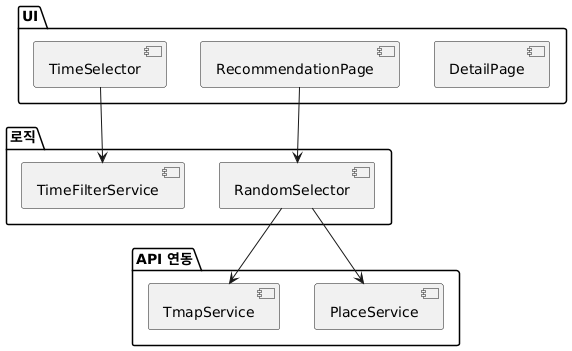 UI
TimeSelector
RecommendationPage
DetailPage
로직
TimeFilterService
RandomSelector
API 연동
TmapService
PlaceService